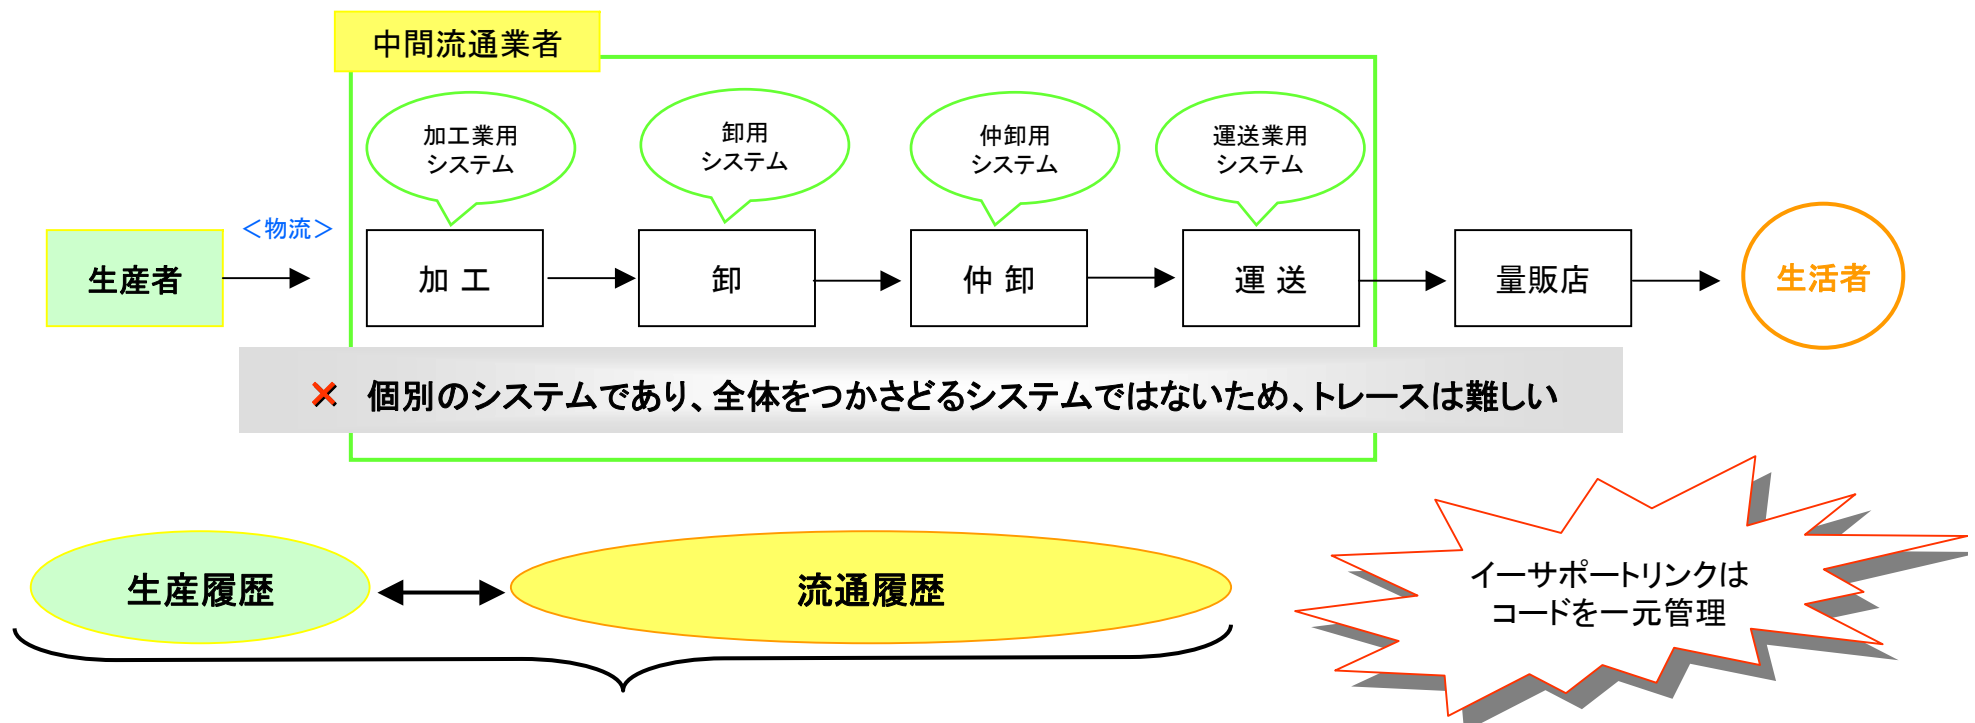 中間流通業者
加工業用
システム
卸用
システム
仲卸用
システム
運送業用
システム
＜物流＞
生産者
加 工
卸
仲 卸
運 送
量販店
生活者
× 個別のシステムであり、全体をつかさどるシステムではないため、トレースは難しい
生産履歴
流通履歴
イーサポートリンクは
コードを一元管理